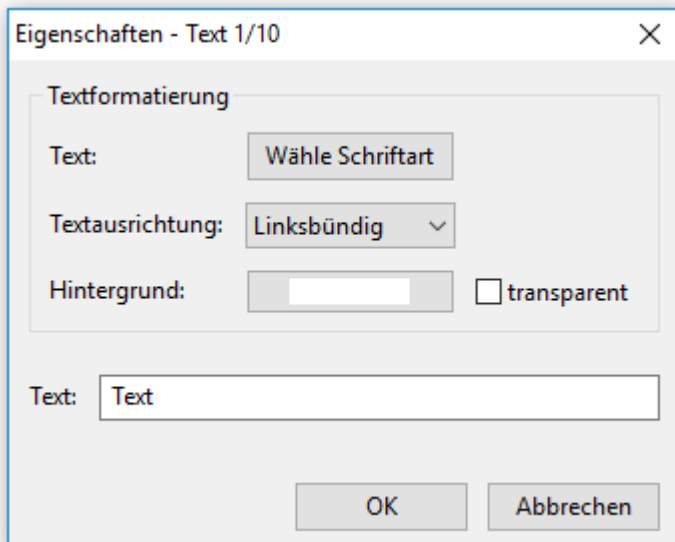 Eigenschaften - Text 1/10
Textformatierung
Text: Wähle Schriftart
Textausrichtung: Linksbündig
Hintergrund: transparent
Text: Text
OK Abbrechen